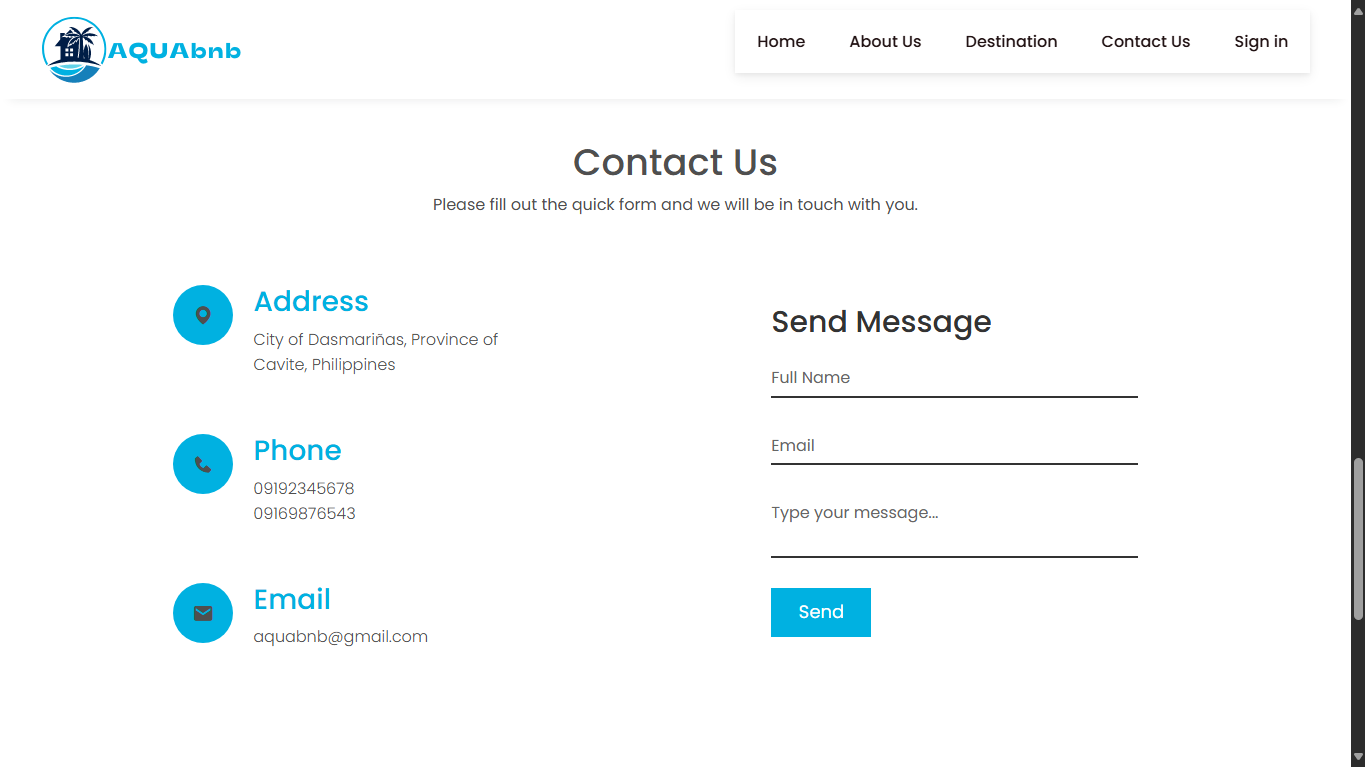 AQUAbnb
Home About Us Destination Contact Us Sign in
Contact Us
Please fill out the quick form and we will be in touch with you.
Address
City of Dasmariñas, Province of
Cavite, Philippines
Phone
09192345678
09169876543
Email
aquabnb@gmail.com
Send Message
Full Name
Email
Type your message...
Send